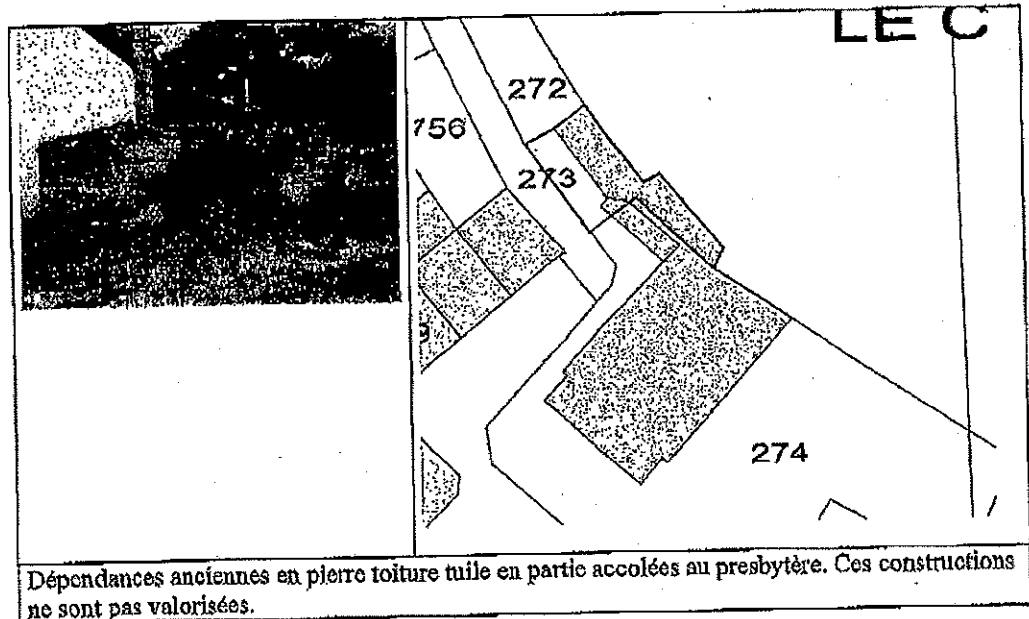 LE C
272
756
273
274
Dépendances anciennes en pierre toiture tuile en partie accolées au presbytère. Ces constructions
ne sont pas valorisées.